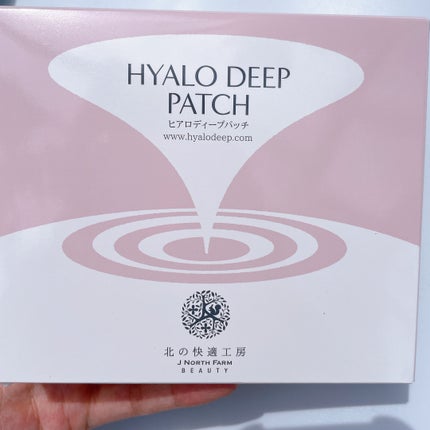 HYALO DEEP
PATCH
ヒアロディープパッチ
www.hyalodeep.com
北の快適工房
J NORTH FARM
BEAUTY